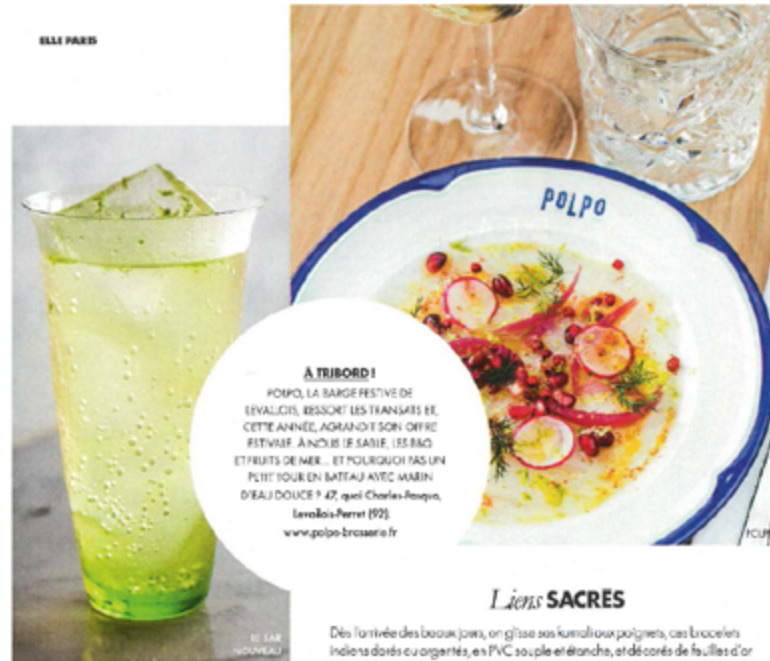 ELLE PARIS
POLPO
À TRIBORD !
POLPO, LA BARGE FESTIVE DE
LEVALLOIS, RESSORT LES TRANSATS ET,
CETTE ANNÉE, AGRANDIT SON OFFRE
ESTIVALE. À NOUS LE SABLE, LES BBQ
ET FRUITS DE MER... ET POURQUOI PAS UN
PETIT TOUR EN BATEAU AVEC MARIN
D'EAU DOUCE ? 47, quai Charles-Pasqua,
Levallois-Perret (92).
www.polpo-brasserie.fr
LE BAR
NOUVEAU
Liens SACRÉS
Dès l'arrivée des beaux jours, on glisse ses kumali aux poignets, ces bracelets
indiens dorés ou argentés, en PVC souple et étanche, et décorés de feuilles d'or